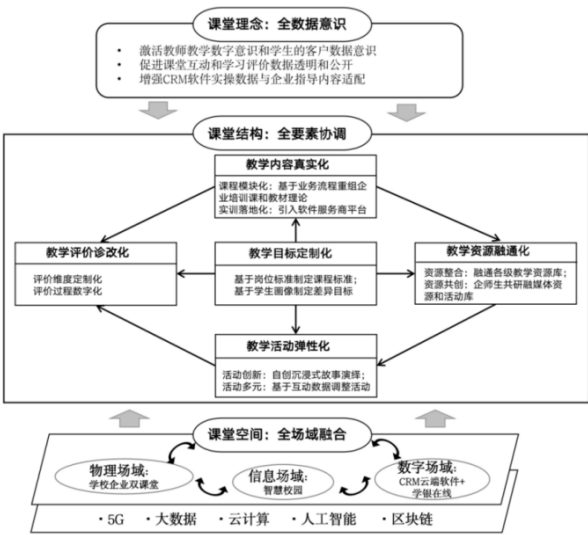 课堂理念：全数据意识
• 激活教师教学数字意识和学生的客户数据意识
• 促进课堂互动和学习评价数据透明和公开
• 增强CRM软件实操数据与企业指导内容适配
课堂结构：全要素协调
教学内容真实化
课程模块化：基于业务流程重组企
业培训课和教材理论
实训落地化：引入软件服务商平台
教学评价诊改化
评价维度定制化
评价过程数字化
教学目标定制化
基于岗位标准制定课程标准；
基于学生画像制定差异目标
教学资源融通化
资源整合：融通各级教学资源库；
资源共创：企师生共研融媒体资
源和活动库
教学活动弹性化
活动创新：自创沉浸式故事演绎；
活动多元：基于互动数据调整活动
课堂空间：全场域融合
物理场域：
学校企业双课堂
信息场域：
智慧校园
数字场域：
CRM云端软件+
学银在线
·5G ·大数据 ·云计算 ·人工智能 ·区块链